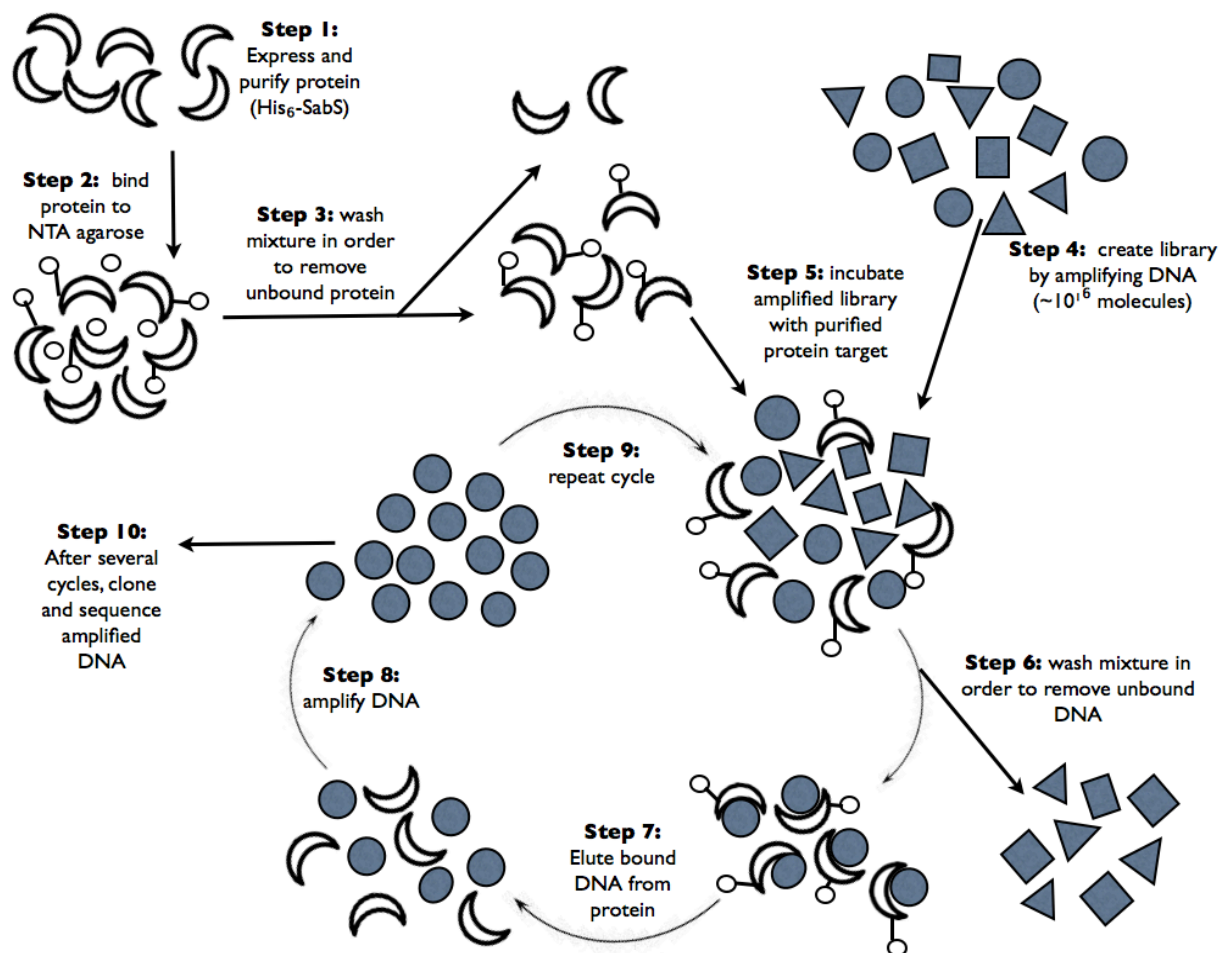 Step 1:
Express and
purify protein
(His₆-SabS)
Step 2: bind
protein to
NTA agarose
Step 3: wash
mixture in order
to remove
unbound protein
Step 4: create library
by amplifying DNA
(~10¹⁶ molecules)
Step 5: incubate
amplified library
with purified
protein target
Step 6: wash mixture in
order to remove unbound
DNA
Step 7:
Elute bound
DNA from
protein
Step 8:
amplify DNA
Step 9:
repeat cycle
Step 10:
After several
cycles, clone
and sequence
amplified
DNA